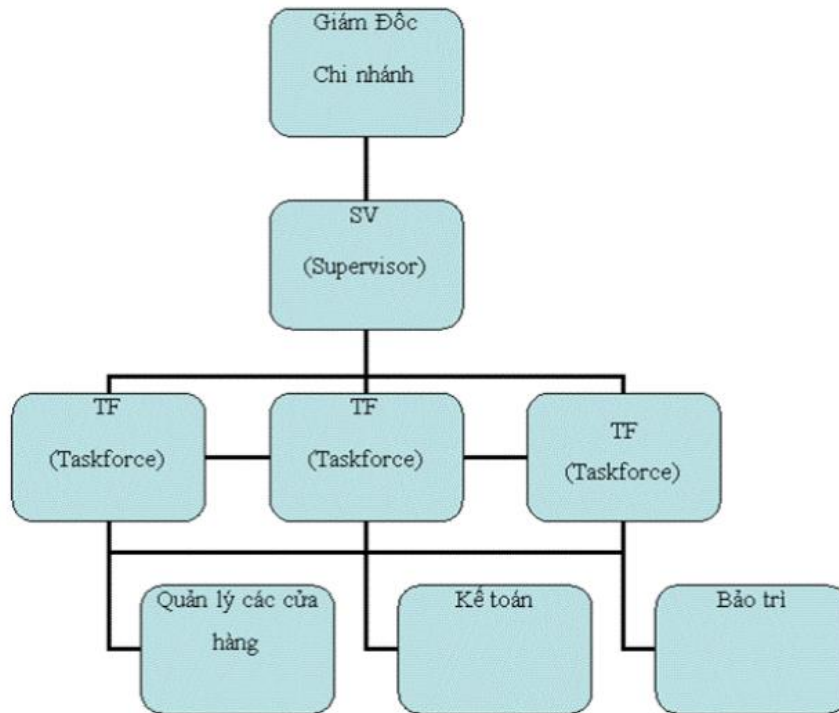 Giám Đốc
Chi nhánh
SV
(Supervisor)
TF
(Taskforce)
TF
(Taskforce)
TF
(Taskforce)
Quản lý các cửa
hàng
Kế toán
Bảo trì